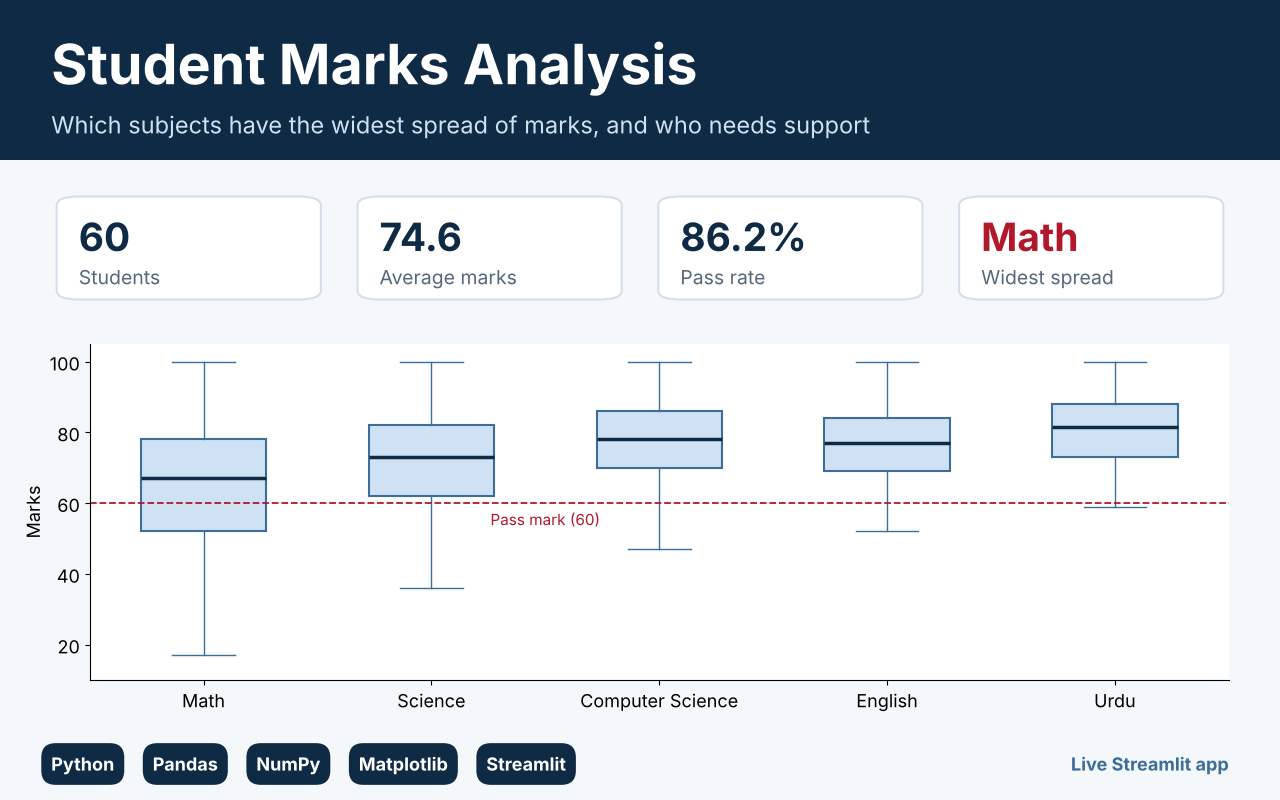 Student Marks Analysis
Which subjects have the widest spread of marks, and who needs support
60
Students
74.6
Average marks
86.2%
Pass rate
Math
Widest spread
Marks
100
80
60
40
20
Pass mark (60)
Math
Science
Computer Science
English
Urdu
Python
Pandas
NumPy
Matplotlib
Streamlit
Live Streamlit app